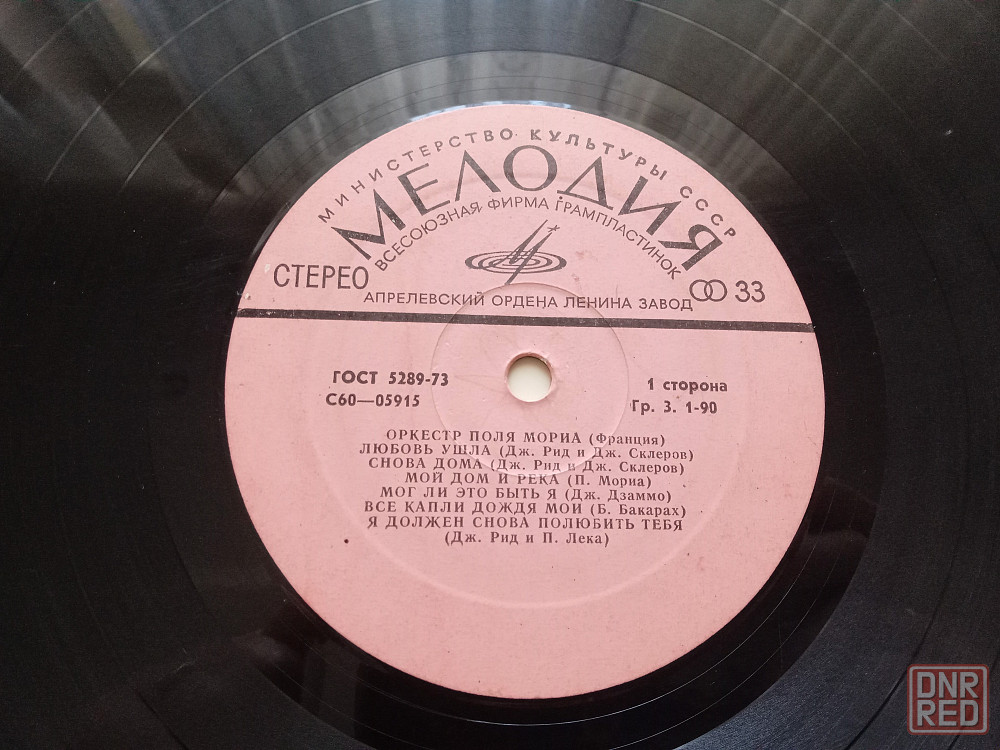 МИНИСТЕРСТВО КУЛЬТУРЫ СССР
МЕЛОДИЯ
ВСЕСОЮЗНАЯ ФИРМА ГРАМПЛАСТИНОК
СТЕРЕО
33
АПРЕЛЕВСКИЙ ОРДЕНА ЛЕНИНА ЗАВОД
ГОСТ 5289-73
1 сторона
С60—05915
Гр. 3. 1-90
ОРКЕСТР ПОЛЯ МОРИА (Франция)
ЛЮБОВЬ УШЛА (Дж. Рид и Дж. Склеров)
СНОВА ДОМА (Дж. Рид и Дж. Склеров)
МОЙ ДОМ И РЕКА (П. Мориа)
МОГ ЛИ ЭТО БЫТЬ Я (Дж. Дзаммо)
ВСЕ КАПЛИ ДОЖДЯ МОИ (Б. Бакарах)
Я ДОЛЖЕН СНОВА ПОЛЮБИТЬ ТЕБЯ
(Дж. Рид и П. Лека)
DNR
RED